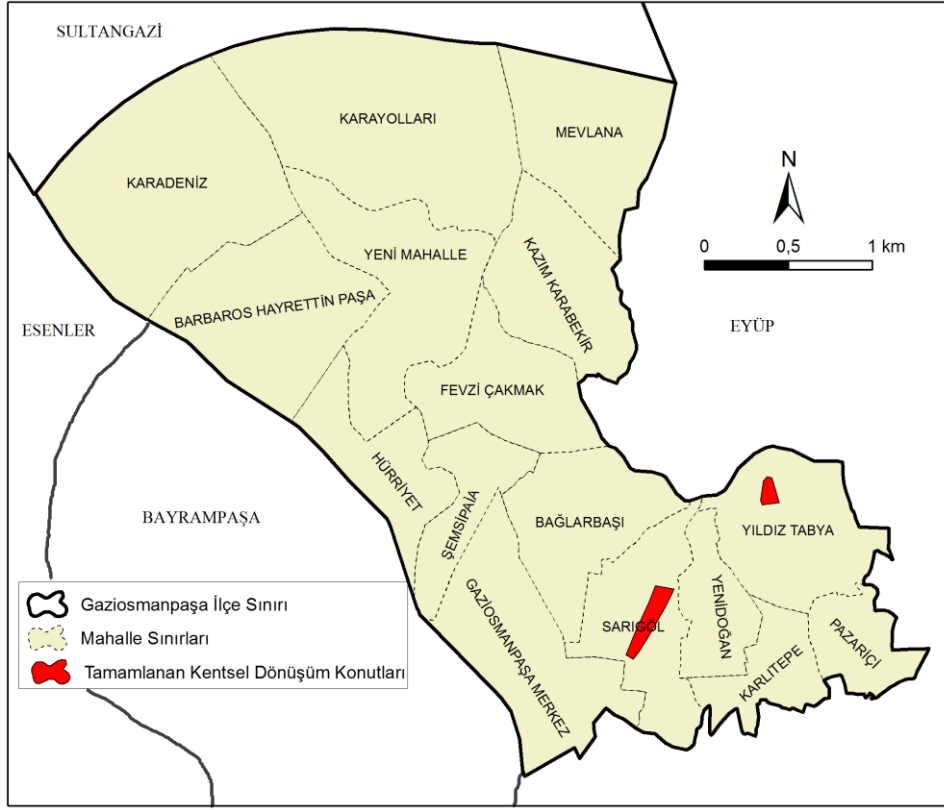 SULTANGAZİ
KARAYOLLARI
MEVLANA
KARADENİZ
N
0 0,5 1 km
YENİ MAHALLE
KAZIM KARABEKİR
BARBAROS HAYRETTİN PAŞA
ESENLER
EYÜP
FEVZİ ÇAKMAK
HÜRRİYET
ŞEMSİPAİA
BAYRAMPAŞA
BAĞLARBAŞI
YILDIZ TABYA
GAZİOSMANPAŞA MERKEZ
SARIGÖL
YENİDOĞAN
KARLITEPE
PAZARİÇİ
Gaziosmanpaşa İlçe Sınırı
Mahalle Sınırları
Tamamlanan Kentsel Dönüşüm Konutları